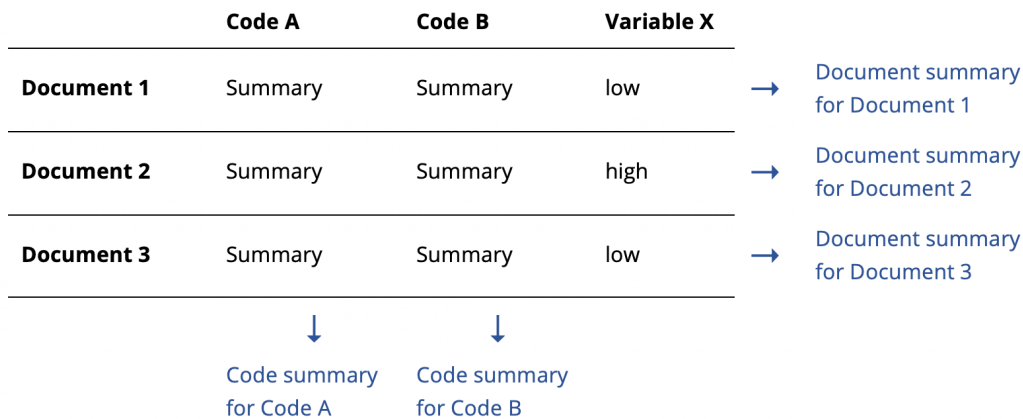 Code A Code B Variable X
Document 1 Summary Summary low → Document summary
for Document 1
Document 2 Summary Summary high → Document summary
for Document 2
Document 3 Summary Summary low → Document summary
for Document 3
↓ ↓
Code summary Code summary
for Code A for Code B